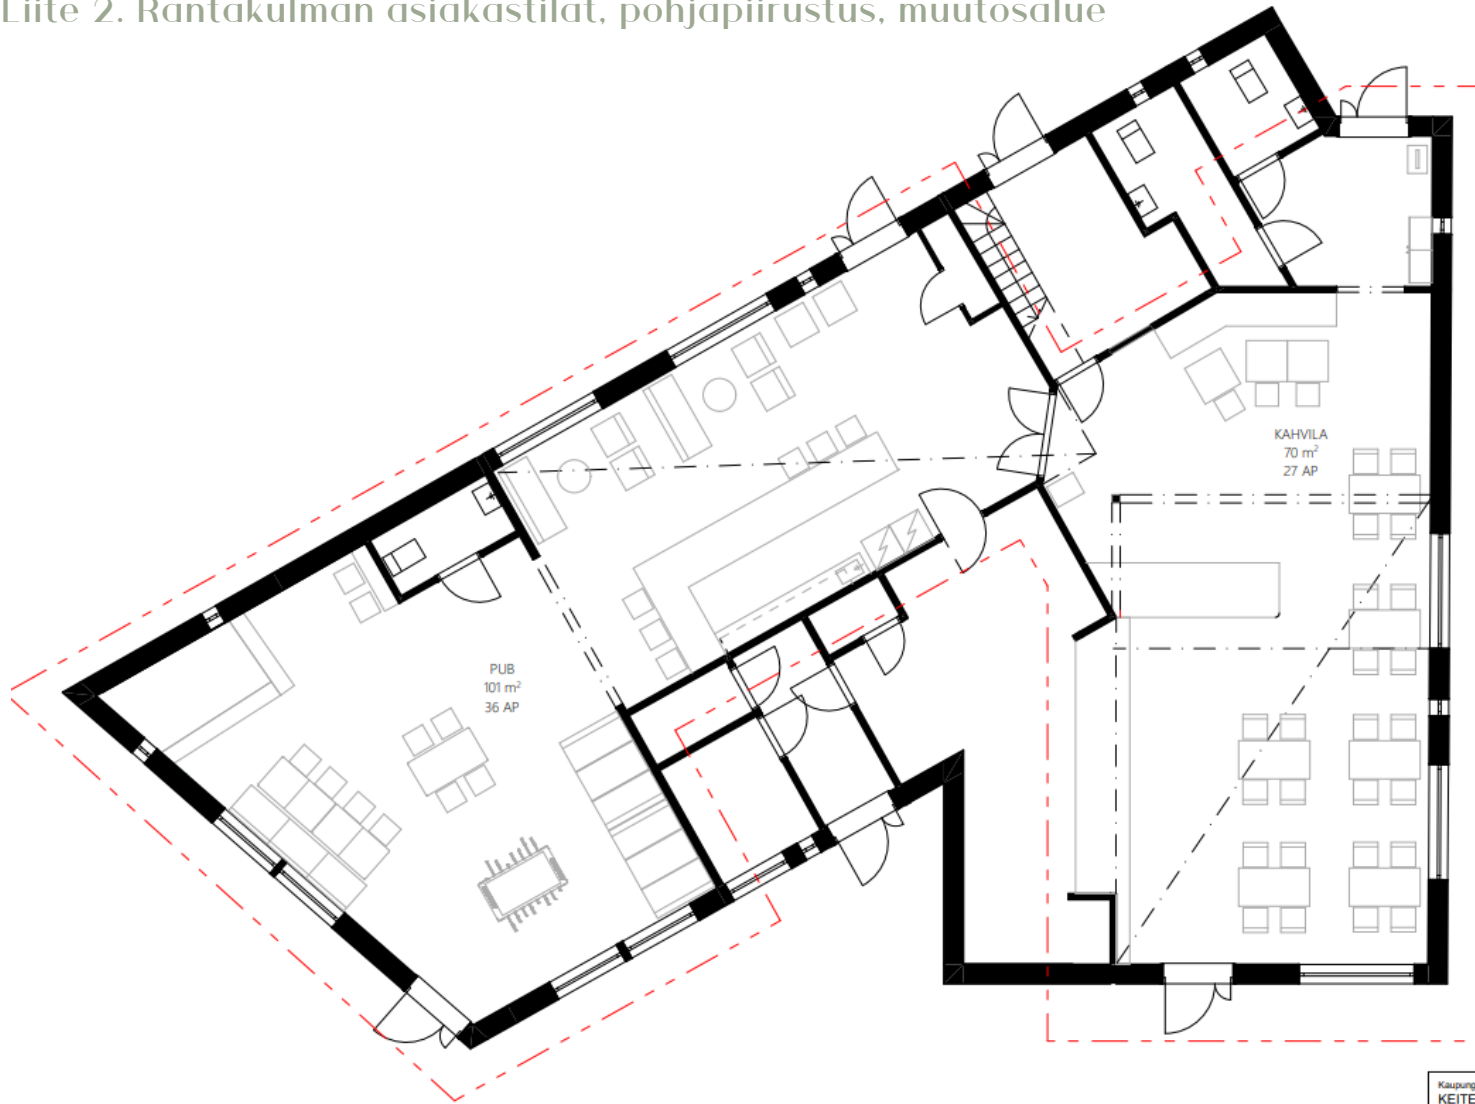 Liite 2. Rantakulman asiakastilat, pohjapiirustus, muutosalue
KAHVILA
70 m²
27 AP
PUB
101 m²
36 AP
Kaupung
KEITE